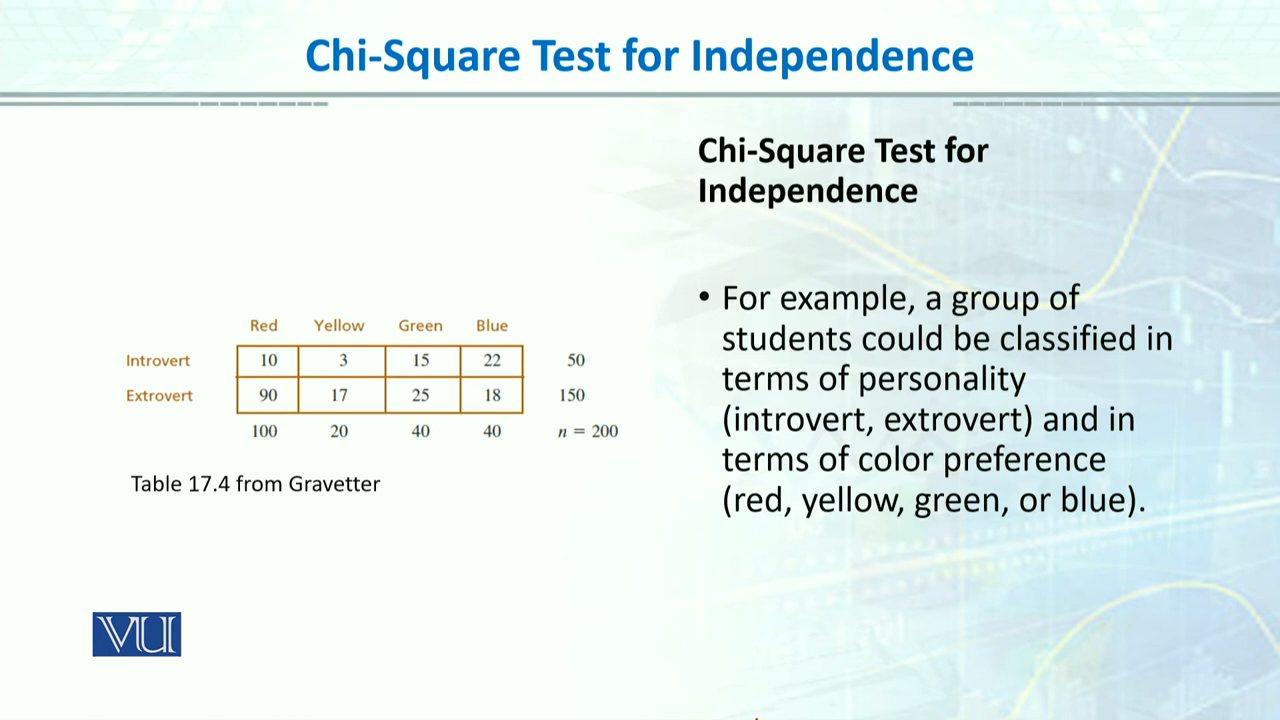 Chi-Square Test for Independence
Chi-Square Test for
Independence
• For example, a group of
students could be classified in
terms of personality
(introvert, extrovert) and in
terms of color preference
(red, yellow, green, or blue).
Red Yellow Green Blue
Introvert 10 3 15 22 50
Extrovert 90 17 25 18 150
100 20 40 40 n = 200
Table 17.4 from Gravetter
VU